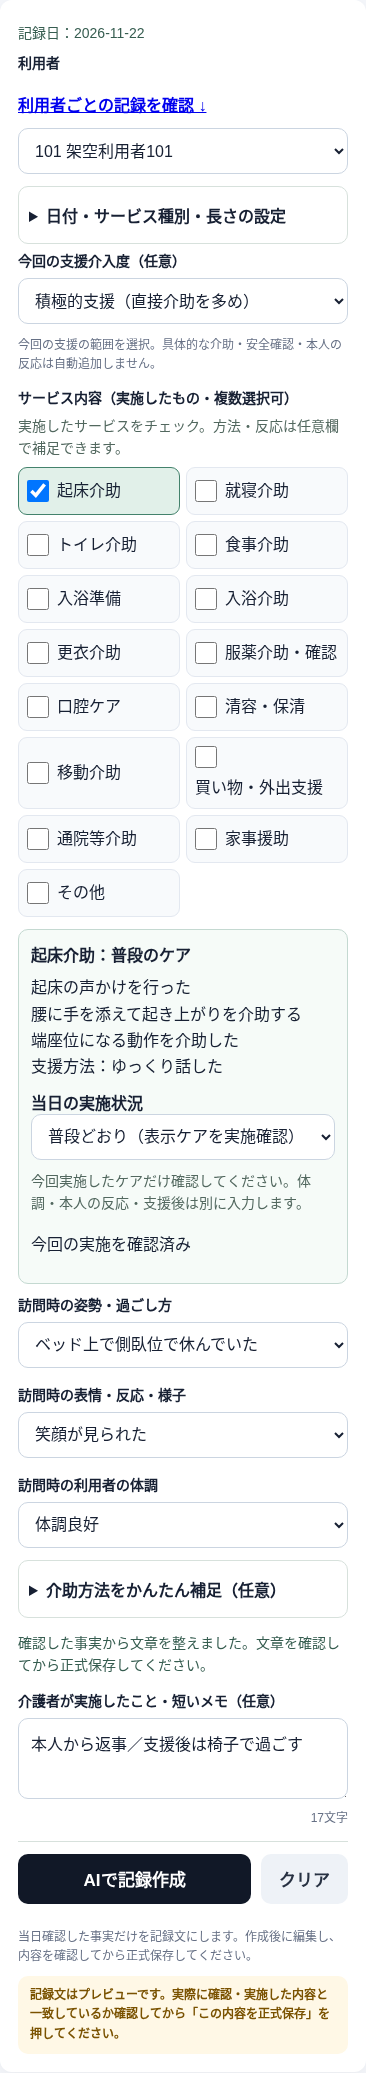 記録日：2026-11-22
利用者
利用者ごとの記録を確認 ↓
101 架空利用者101
▶ 日付・サービス種別・長さの設定
今回の支援介入度（任意）
積極的支援（直接介助を多め）
今回の支援の範囲を選択。具体的な介助・安全確認・本人の
反応は自動追加しません。
サービス内容（実施したもの・複数選択可）
実施したサービスをチェック。方法・反応は任意欄
で補足できます。
起床介助
就寝介助
トイレ介助
食事介助
入浴準備
入浴介助
更衣介助
服薬介助・確認
口腔ケア
清容・保清
移動介助
買い物・外出支援
通院等介助
家事援助
その他
起床介助：普段のケア
起床の声かけを行った
腰に手を添えて起き上がりを介助する
端座位になる動作を介助した
支援方法：ゆっくり話した
当日の実施状況
普段どおり（表示ケアを実施確認）
今回実施したケアだけ確認してください。体
調・本人の反応・支援後は別に入力します。
今回の実施を確認済み
訪問時の姿勢・過ごし方
ベッド上で側臥位で休んでいた
訪問時の表情・反応・様子
笑顔が見られた
訪問時の利用者の体調
体調良好
▶ 介助方法をかんたん補足（任意）
確認した事実から文章を整えました。文章を確認し
てから正式保存してください。
介護者が実施したこと・短いメモ（任意）
本人から返事／支援後は椅子で過ごす
17文字
AIで記録作成
クリア
当日確認した事実だけを記録文にします。作成後に編集し、
内容を確認してから正式保存してください。
記録文はプレビューです。実際に確認・実施した内容と
一致しているか確認してから「この内容を正式保存」を
押してください。